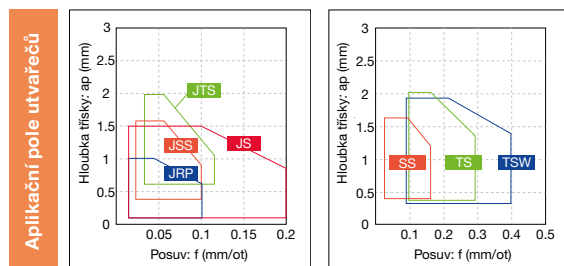 Aplikační pole utvařečů
Hloubka třísky: ap (mm)
3
2.5
2
1.5
1
0.5
0
JTS
JSS
JS
JRP
0.05
0.1
0.15
0.2
Posuv: f (mm/ot)
Hloubka třísky: ap (mm)
3
2.5
2
1.5
1
0.5
0
SS
TS
TSW
0.1
0.2
0.3
0.4
0.5
Posuv: f (mm/ot)